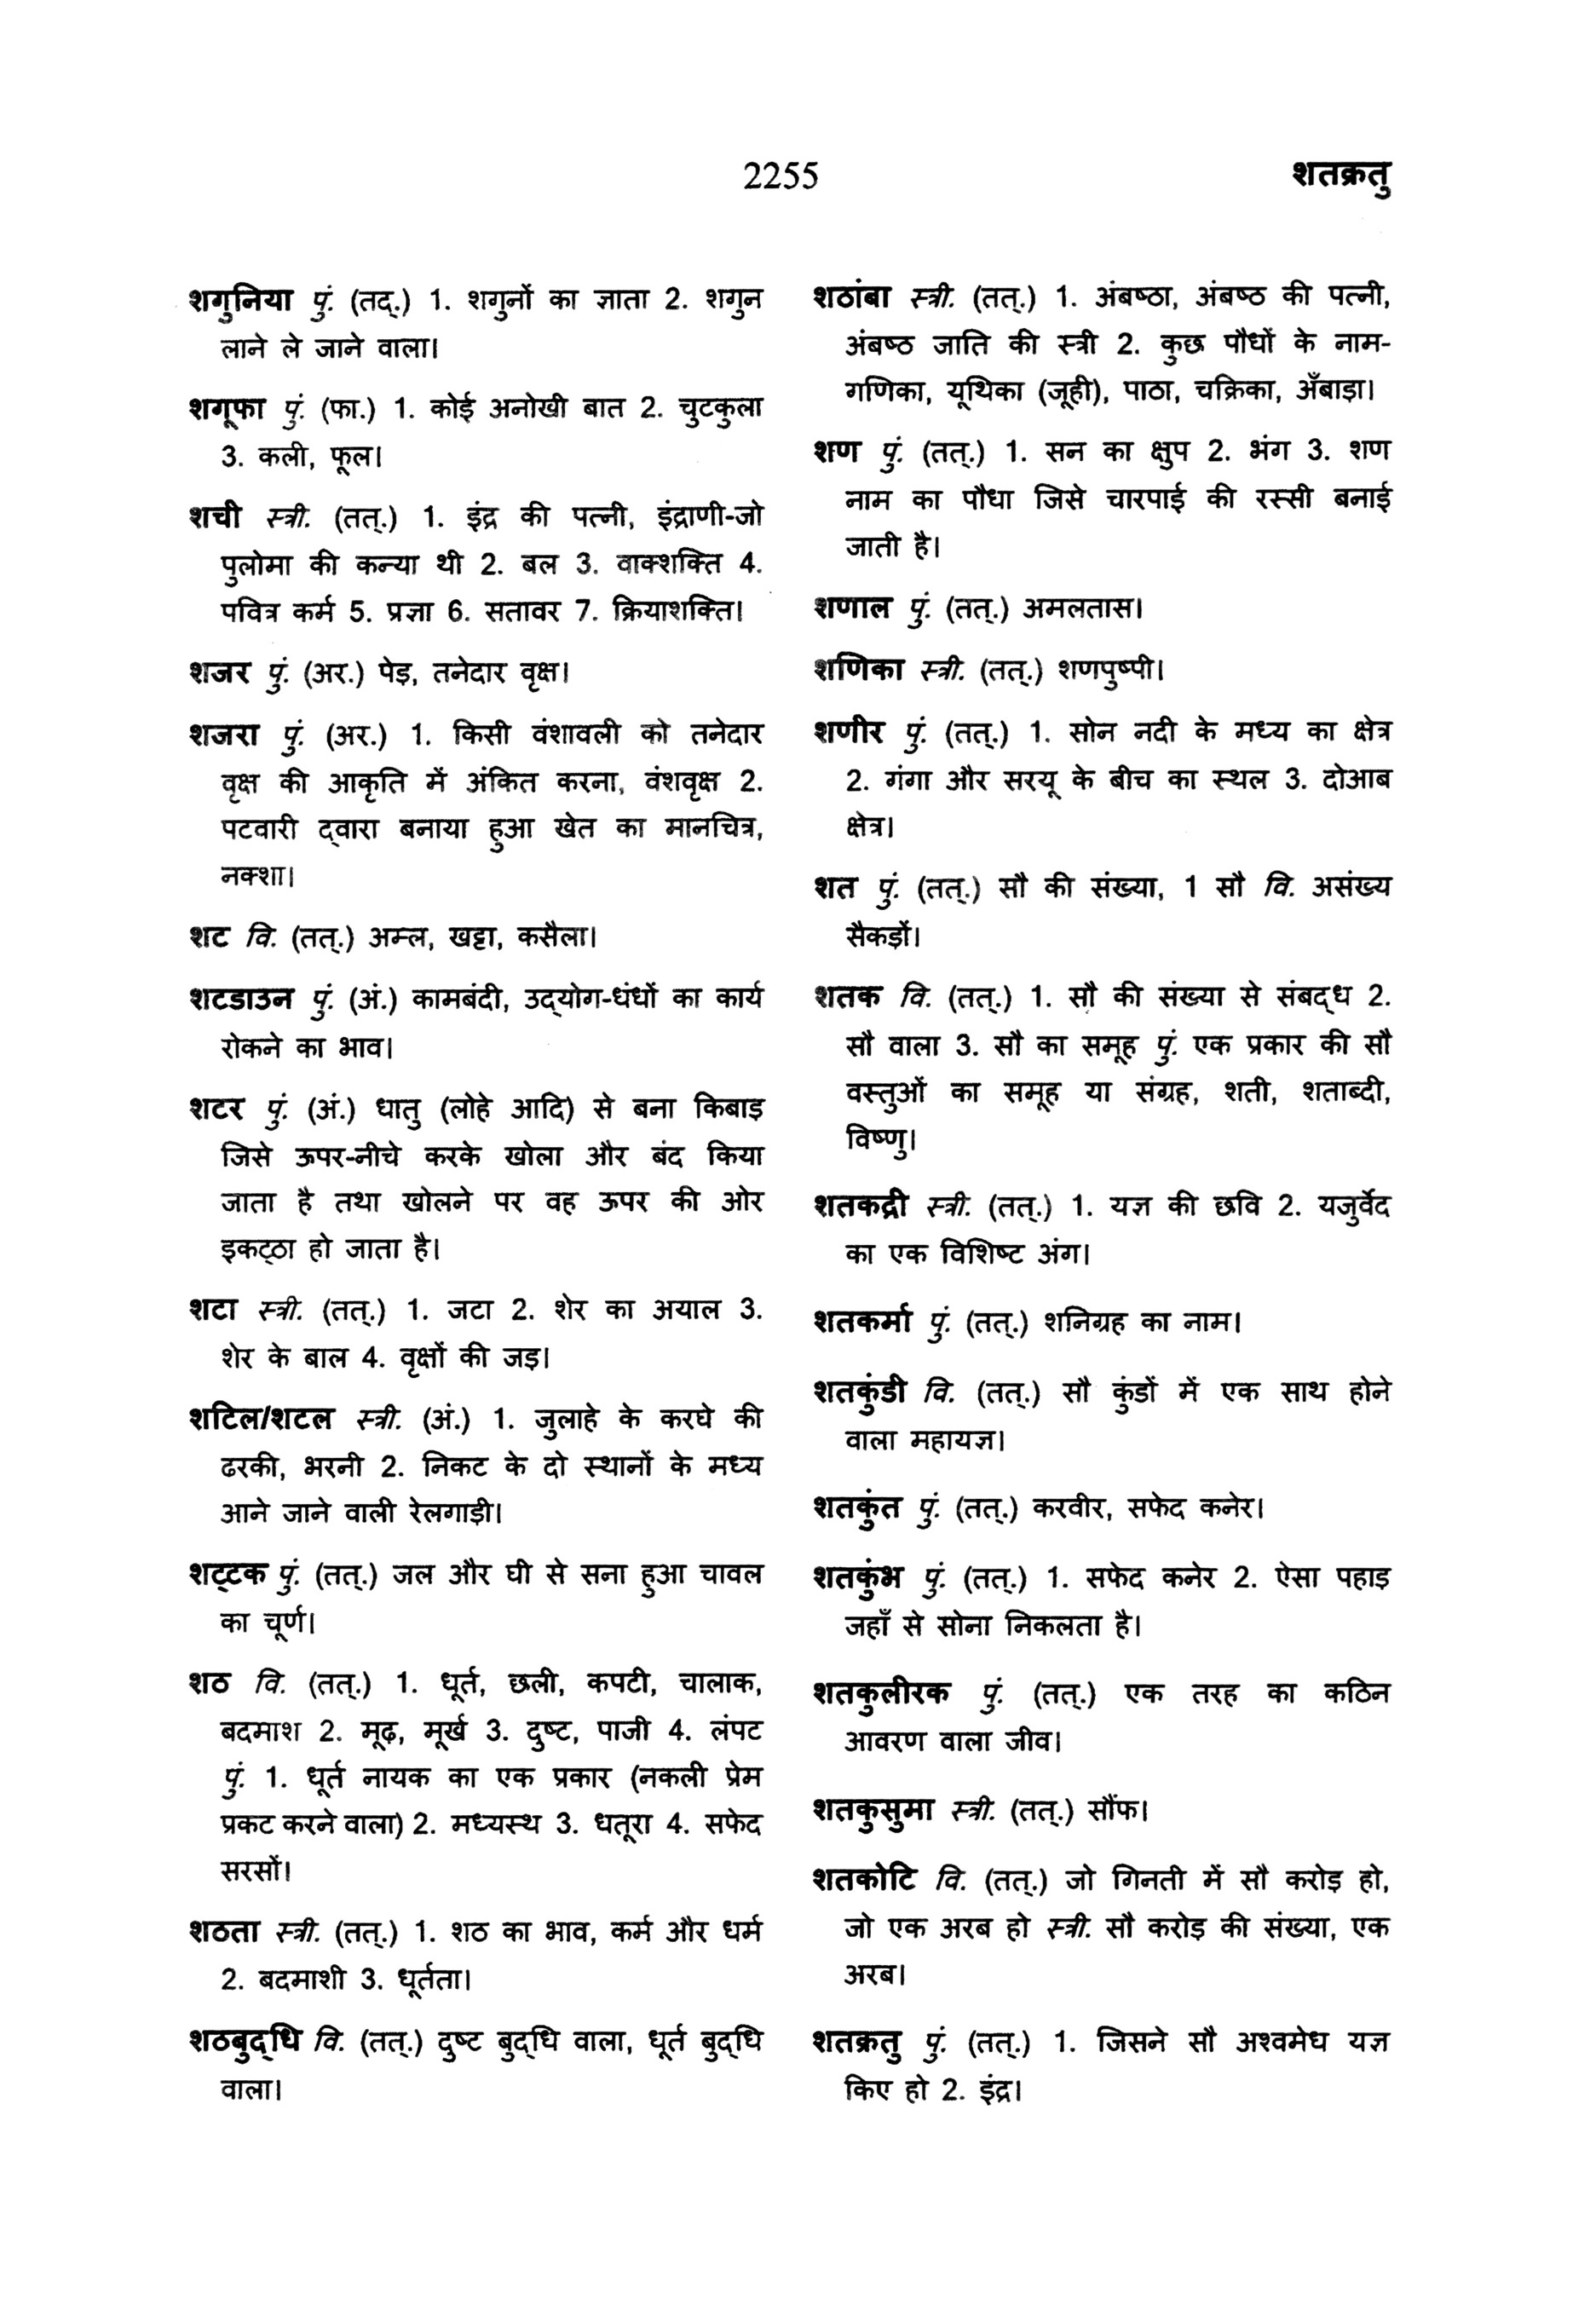 2255
शतक्रतु
शगुनिया पुं. (तद्.) 1. शगुनों का ज्ञाता 2. शगुन
लाने ले जाने वाला।
शगूफा पुं. (फा.) 1. कोई अनोखी बात 2. चुटकुला
3. कली, फूल।
शची स्त्री. (तत्.) 1. इंद्र की पत्नी, इंद्राणी-जो
पुलोमा की कन्या थी 2. बल 3. वाक्शक्ति 4.
पवित्र कर्म 5. प्रज्ञा 6. सतावर 7. क्रियाशक्ति।
शजर पुं. (अर.) पेड़, तनेदार वृक्ष।
शजरा पुं. (अर.) 1. किसी वंशावली को तनेदार
वृक्ष की आकृति में अंकित करना, वंशवृक्ष 2.
पटवारी द्‌वारा बनाया हुआ खेत का मानचित्र,
नक्शा।
शट वि. (तत्.) अम्ल, खट्टा, कसैला।
शटडाउन पुं. (अं.) कामबंदी, उद्‌योग-धंधों का कार्य
रोकने का भाव।
शटर पुं. (अं.) धातु (लोहे आदि) से बना किबाड़
जिसे ऊपर-नीचे करके खोला और बंद किया
जाता है तथा खोलने पर वह ऊपर की ओर
इकट्‌ठा हो जाता है।
शटा स्त्री. (तत्.) 1. जटा 2. शेर का अयाल 3.
शेर के बाल 4. वृक्षों की जड़।
शटिल/शटल स्त्री. (अं.) 1. जुलाहे के करघे की
ढरकी, भरनी 2. निकट के दो स्थानों के मध्य
आने जाने वाली रेलगाड़ी।
शट्‌टक पुं. (तत्.) जल और घी से सना हुआ चावल
का चूर्ण।
शठ वि. (तत्.) 1. धूर्त, छली, कपटी, चालाक,
बदमाश 2. मूढ़, मूर्ख 3. दुष्ट, पाजी 4. लंपट
पुं. 1. धूर्त नायक का एक प्रकार (नकली प्रेम
प्रकट करने वाला) 2. मध्यस्थ 3. धतूरा 4. सफेद
सरसों।
शठता स्त्री. (तत्.) 1. शठ का भाव, कर्म और धर्म
2. बदमाशी 3. धूर्तता।
शठबुद्‌धि वि. (तत्.) दुष्ट बुद्‌धि वाला, धूर्त बुद्‌धि
वाला।
शठांबा स्त्री. (तत्.) 1. अंबष्ठा, अंबष्ठ की पत्नी,
अंबष्ठ जाति की स्त्री 2. कुछ पौधों के नाम-
गणिका, यूथिका (जूही), पाठा, चक्रिका, अँबाड़ा।
शण पुं. (तत्.) 1. सन का क्षुप 2. भंग 3. शण
नाम का पौधा जिसे चारपाई की रस्सी बनाई
जाती है।
शणाल पुं. (तत्.) अमलतास।
शणिका स्त्री. (तत्.) शणपुष्पी।
शणीर पुं. (तत्.) 1. सोन नदी के मध्य का क्षेत्र
2. गंगा और सरयू के बीच का स्थल 3. दोआब
क्षेत्र।
शत पुं. (तत्.) सौ की संख्या, 1 सौ वि. असंख्य
सैकड़ों।
शतक वि. (तत्.) 1. सौ की संख्या से संबद्‌ध 2.
सौ वाला 3. सौ का समूह पुं. एक प्रकार की सौ
वस्तुओं का समूह या संग्रह, शती, शताब्दी,
विष्णु।
शतकद्री स्त्री. (तत्.) 1. यज्ञ की छवि 2. यजुर्वेद
का एक विशिष्ट अंग।
शतकर्मा पुं. (तत्.) शनिग्रह का नाम।
शतकुंडी वि. (तत्.) सौ कुंडों में एक साथ होने
वाला महायज्ञ।
शतकुंत पुं. (तत्.) करवीर, सफेद कनेर।
शतकुंभ पुं. (तत्.) 1. सफेद कनेर 2. ऐसा पहाड़
जहाँ से सोना निकलता है।
शतकुलीरक पुं. (तत्.) एक तरह का कठिन
आवरण वाला जीव।
शतकुसुमा स्त्री. (तत्.) सौंफ।
शतकोटि वि. (तत्.) जो गिनती में सौ करोड़ हो,
जो एक अरब हो स्त्री. सौ करोड़ की संख्या, एक
अरब।
शतक्रतु पुं. (तत्.) 1. जिसने सौ अश्वमेध यज्ञ
किए हो 2. इंद्र।